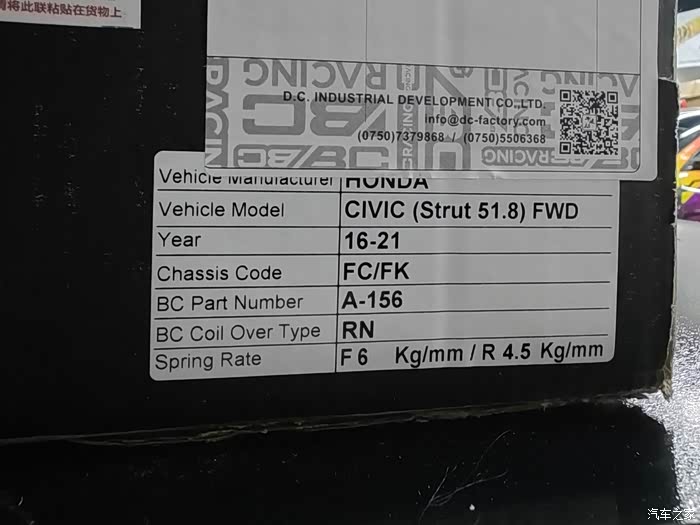 请将此联粘贴在货物上
RACING
D.C. INDUSTRIAL DEVELOPMENT CO.,LTD.
info@dc-factory.com
(0750)7379868 / (0750)5506368
RACING
Vehicle Manufacturer HONDA
Vehicle Model CIVIC (Strut 51.8) FWD
Year 16-21
Chassis Code FC/FK
BC Part Number A-156
BC Coil Over Type RN
Spring Rate F 6 Kg/mm / R 4.5 Kg/mm
汽车之家